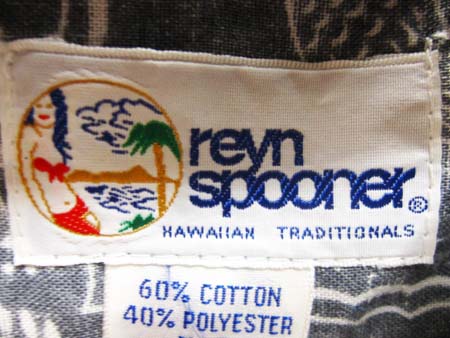 reyn
spooner®
HAWAIIAN TRADITIONALS
60% COTTON
40% POLYESTER